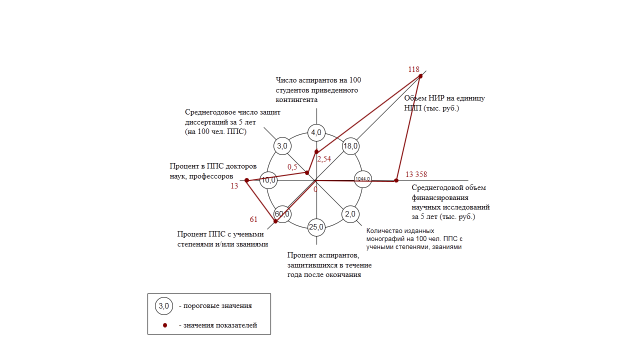 118
Число аспирантов на 100
студентов приведенного
контингента
Объем НИР на единицу
НПП (тыс. руб.)
Среднегодовое число защит
диссертаций за 5 лет
(на 100 чел. ППС)
4,0
3,0
18,0
2,54
0,5
Процент в ППС докторов
наук, профессоров
10,0
13
13 358
0
Среднегодовой объем
финансирования
научных исследований
за 5 лет (тыс. руб.)
61
60,0
2,0
25,0
Процент ППС с учеными
степенями и/или званиями
Количество изданных
монографий на 100 чел. ППС с
учеными степенями, званиями
Процент аспирантов,
защитившихся в течение
года после окончания
3,0 - пороговые значения
- значения показателей